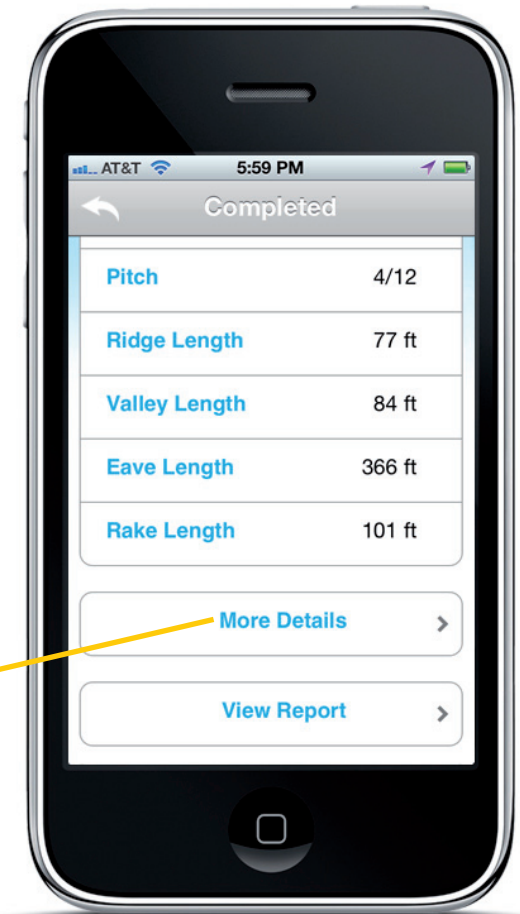 AT&T 5:59 PM
Completed
Pitch 4/12
Ridge Length 77 ft
Valley Length 84 ft
Eave Length 366 ft
Rake Length 101 ft
More Details
View Report